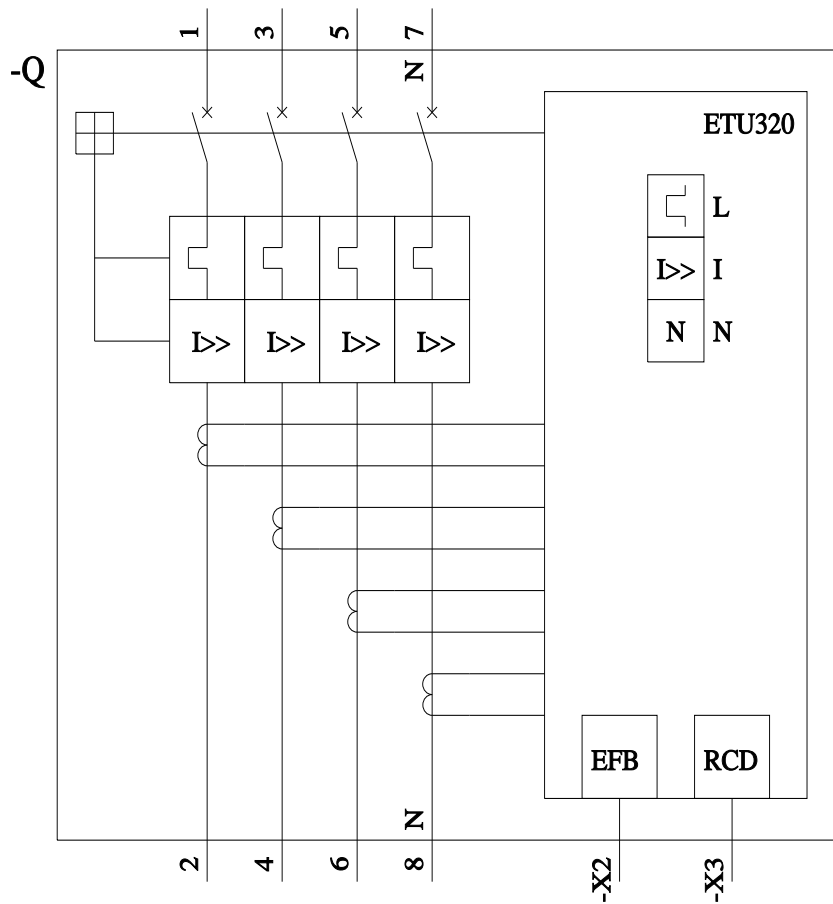 1 3 5 7
-Q
N
ETU320
L
I>> I
N N
I>> I>> I>> I>>
EFB RCD
N
2 4 6 8
-X2 -X3